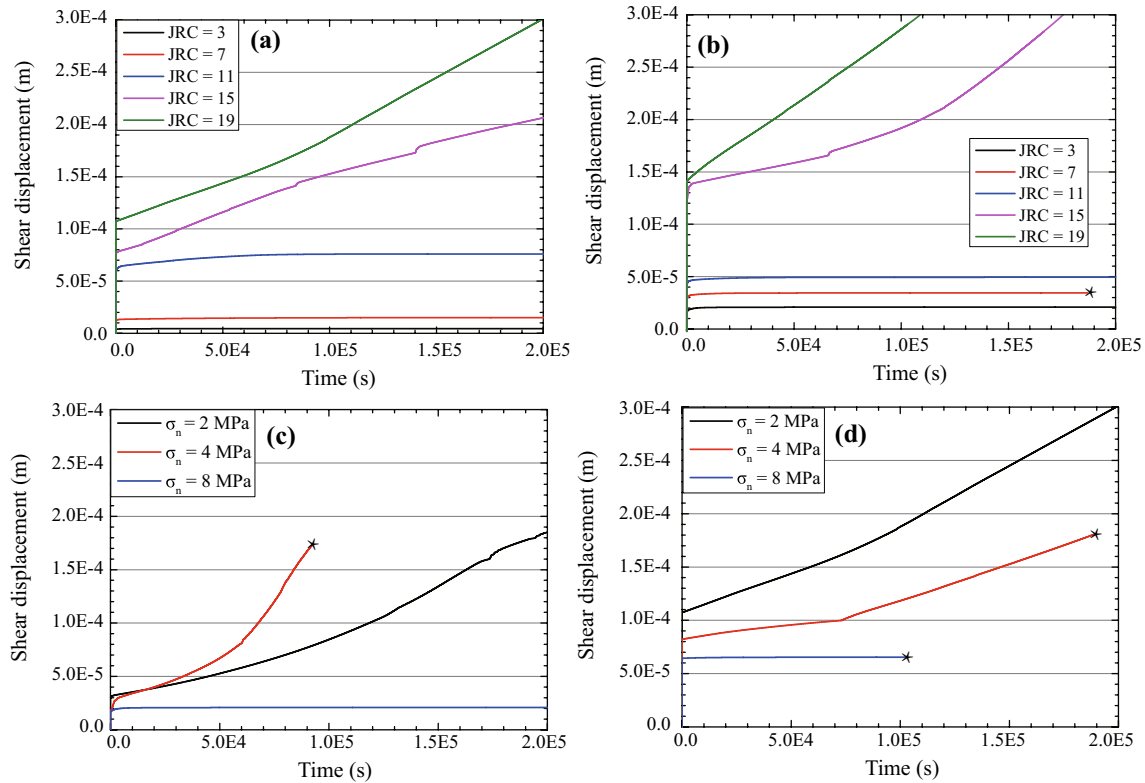 3.0E-4
2.5E-4
2.0E-4
1.5E-4
1.0E-4
5.0E-5
0.0
Shear displacement (m)
JRC = 3
JRC = 7
JRC = 11
JRC = 15
JRC = 19
(a)
0.0
5.0E4
1.0E5
1.5E5
2.0E5
Time (s)
3.0E-4
2.5E-4
2.0E-4
1.5E-4
1.0E-4
5.0E-5
0.0
Shear displacement (m)
(b)
JRC = 3
JRC = 7
JRC = 11
JRC = 15
JRC = 19
0.0
5.0E4
1.0E5
1.5E5
2.0E5
Time (s)
3.0E-4
2.5E-4
2.0E-4
1.5E-4
1.0E-4
5.0E-5
0.0
Shear displacement (m)
σn = 2 MPa
σn = 4 MPa
σn = 8 MPa
(c)
0.0
5.0E4
1.0E5
1.5E5
2.0E5
Time (s)
3.0E-4
2.5E-4
2.0E-4
1.5E-4
1.0E-4
5.0E-5
0.0
Shear displacement (m)
σn = 2 MPa
σn = 4 MPa
σn = 8 MPa
(d)
0.0
5.0E4
1.0E5
1.5E5
2.0E5
Time (s)